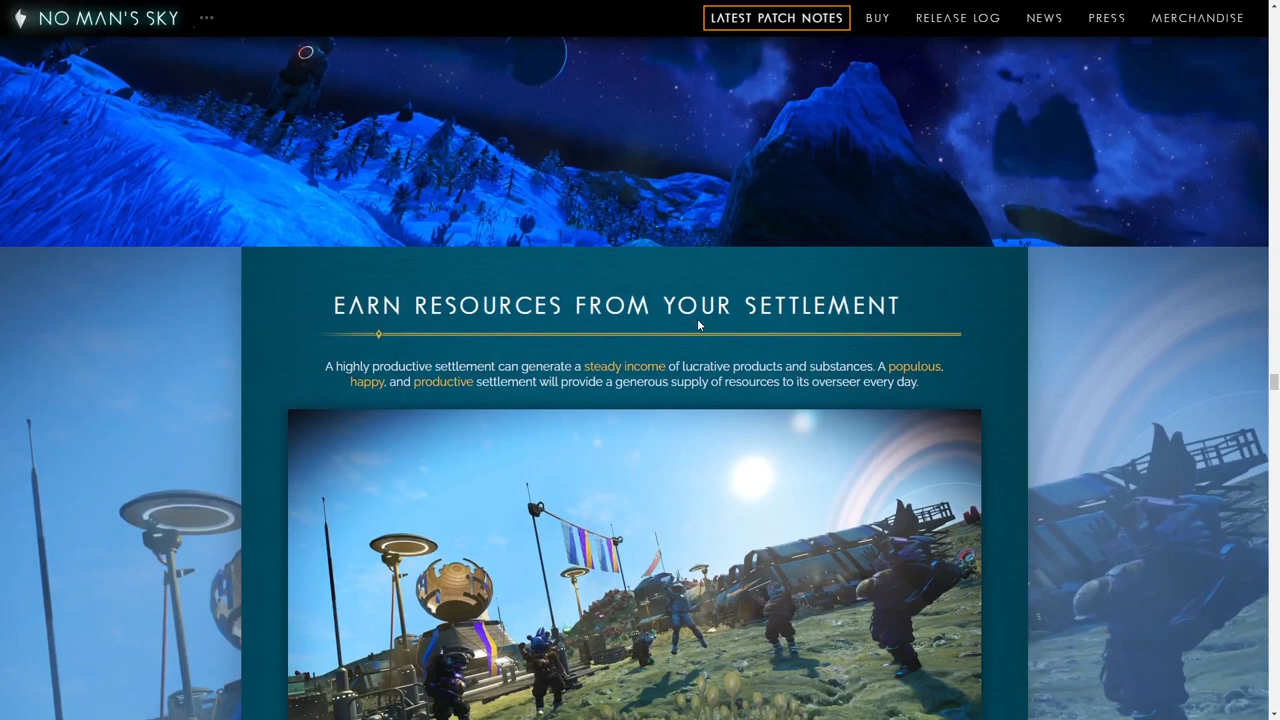 NO MAN'S SKY
LATEST PATCH NOTES
BUY
RELEASE LOG
NEWS
PRESS
MERCHANDISE
EARN RESOURCES FROM YOUR SETTLEMENT
A highly productive settlement can generate a steady income of lucrative products and substances. A populous,
happy, and productive settlement will provide a generous supply of resources to its overseer every day.